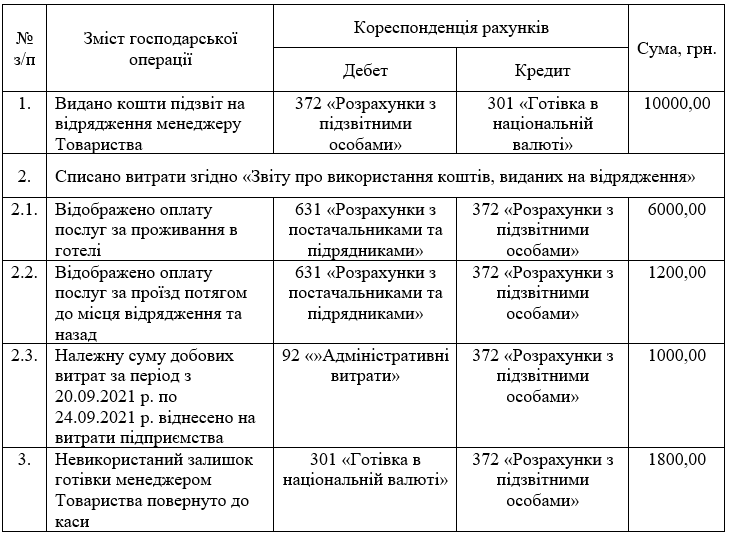 №
з/п
Зміст господарської
операції
Кореспонденція рахунків
Сума, грн.
Дебет
Кредит
1.
Видано кошти підзвіт на
відрядження менеджеру
Товариства
372 «Розрахунки з
підзвітними
особами»
301 «Готівка в
національній
валюті»
10000,00
2.
Списано витрати згідно «Звіту про використання коштів, виданих на відрядження»
2.1.
Відображено оплату
послуг за проживання в
готелі
631 «Розрахунки з
постачальниками та
підрядниками»
372 «Розрахунки з
підзвітними
особами»
6000,00
2.2.
Відображено оплату
послуг за проїзд потягом
до місця відрядження та
назад
631 «Розрахунки з
постачальниками та
підрядниками»
372 «Розрахунки з
підзвітними
особами»
1200,00
2.3.
Належну суму добових
витрат за період з
20.09.2021 р. по
24.09.2021 р. віднесено на
витрати підприємства
92 «»Адміністративні
витрати»
372 «Розрахунки з
підзвітними
особами»
1000,00
3.
Невикористаний залишок
готівки менеджером
Товариства повернуто до
каси
301 «Готівка в
національній валюті»
372 «Розрахунки з
підзвітними
особами»
1800,00